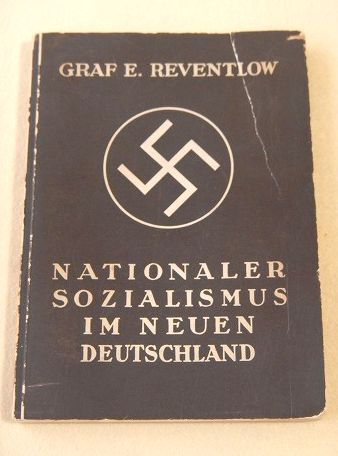 GRAF E. REVENTLOW
NATIONALER
SOZIALISMUS
IM NEUEN
DEUTSCHLAND